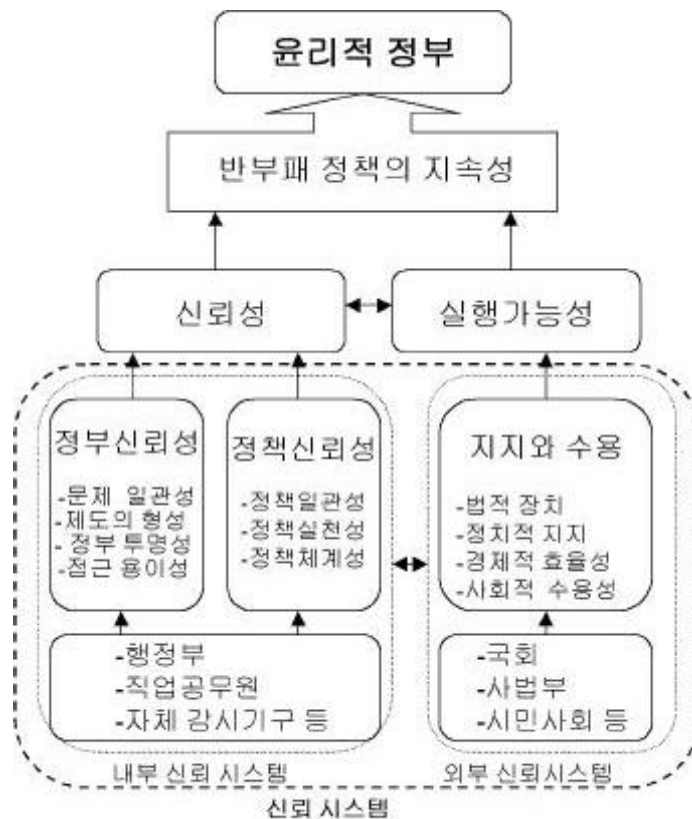 윤리적 정부
반부패 정책의 지속성
신뢰성
실행가능성
정부신뢰성
-문제 일관성
-제도의 형성
- 정부 투명성
-접근 용이성
정책신뢰성
-정책일관성
-정책실천성
-정책체계성
지지와 수용
-법적 장치
-정치적 지지
-경제적 효율성
-사회적 수용성
-행정부
-직업공무원
-자체 감시기구 등
-국회
-사법부
-시민사회 등
내부 신뢰 시스템
외부 신뢰시스템
신뢰 시스템